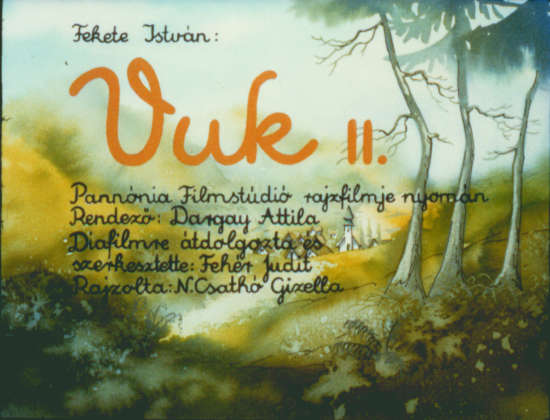 Fekete István:
Vuk II.
Pannónia Filmstúdió rajzfilmje nyomán
Rendező: Dargay Attila
Diafilmre átdolgozta és
szerkesztette: Fehér Judit
Rajzolta: N. Csathó Gizella